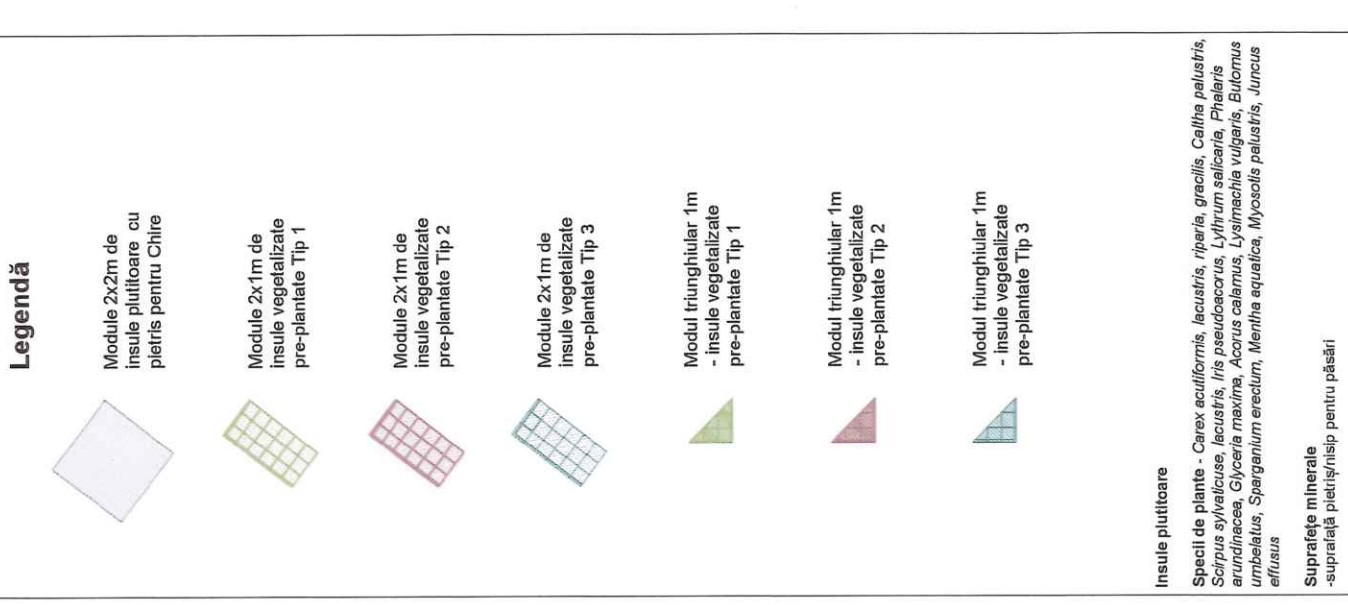 Legendă
Module 2x2m de
insule plutitoare cu
pietris pentru Chire
Module 2x1m de
insule vegetalizate
pre-plantate Tip 1
Module 2x1m de
insule vegetalizate
pre-plantate Tip 2
Module 2x1m de
insule vegetalizate
pre-plantate Tip 3
Modul triunghiular 1m
- insule vegetalizate
pre-plantate Tip 1
Modul triunghiular 1m
- insule vegetalizate
pre-plantate Tip 2
Modul triunghiular 1m
- insule vegetalizate
pre-plantate Tip 3
Insule plutitoare
Specii de plante - Carex acutiformis, lacustris, riparia, gracilis, Caltha palustris,
Scirpus sylvaticuse, lacustris, Iris pseudoacorus, Lythrum salicaria, Phalaris
arundinacea, Glyceria maxima, Acorus calamus, Lysimachia vulgaris, Butomus
umbelatus, Sparganium erectum, Mentha aquatica, Myosotis palustris, Juncus
effusus
Suprafețe minerale
-suprafață pietriș/nisip pentru păsări